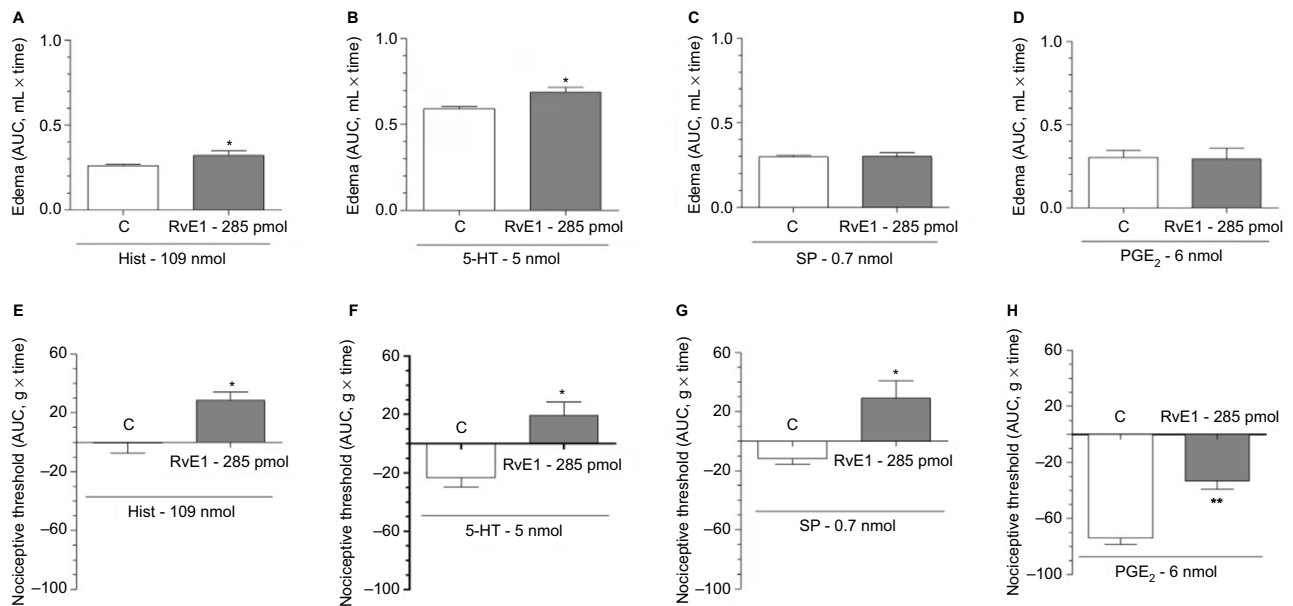 A
Edema (AUC, mL × time)
1.0
0.5
0.0
*
C
RvE1 - 285 pmol
Hist - 109 nmol
B
Edema (AUC, mL × time)
1.0
0.5
0.0
*
C
RvE1 - 285 pmol
5-HT - 5 nmol
C
Edema (AUC, mL × time)
1.0
0.5
0.0
C
RvE1 - 285 pmol
SP - 0.7 nmol
D
Edema (AUC, mL × time)
1.0
0.5
0.0
C
RvE1 - 285 pmol
PGE₂ - 6 nmol
E
Nociceptive threshold (AUC, g × time)
60
20
–20
–60
–100
*
C
RvE1 - 285 pmol
Hist - 109 nmol
F
Nociceptive threshold (AUC, g × time)
60
20
–20
–60
–100
*
C
RvE1 - 285 pmol
5-HT - 5 nmol
G
Nociceptive threshold (AUC, g × time)
60
20
–20
–60
–100
*
C
RvE1 - 285 pmol
SP - 0.7 nmol
H
Nociceptive threshold (AUC, g × time)
60
20
–20
–60
–100
C
RvE1 - 285 pmol
**
PGE₂ - 6 nmol